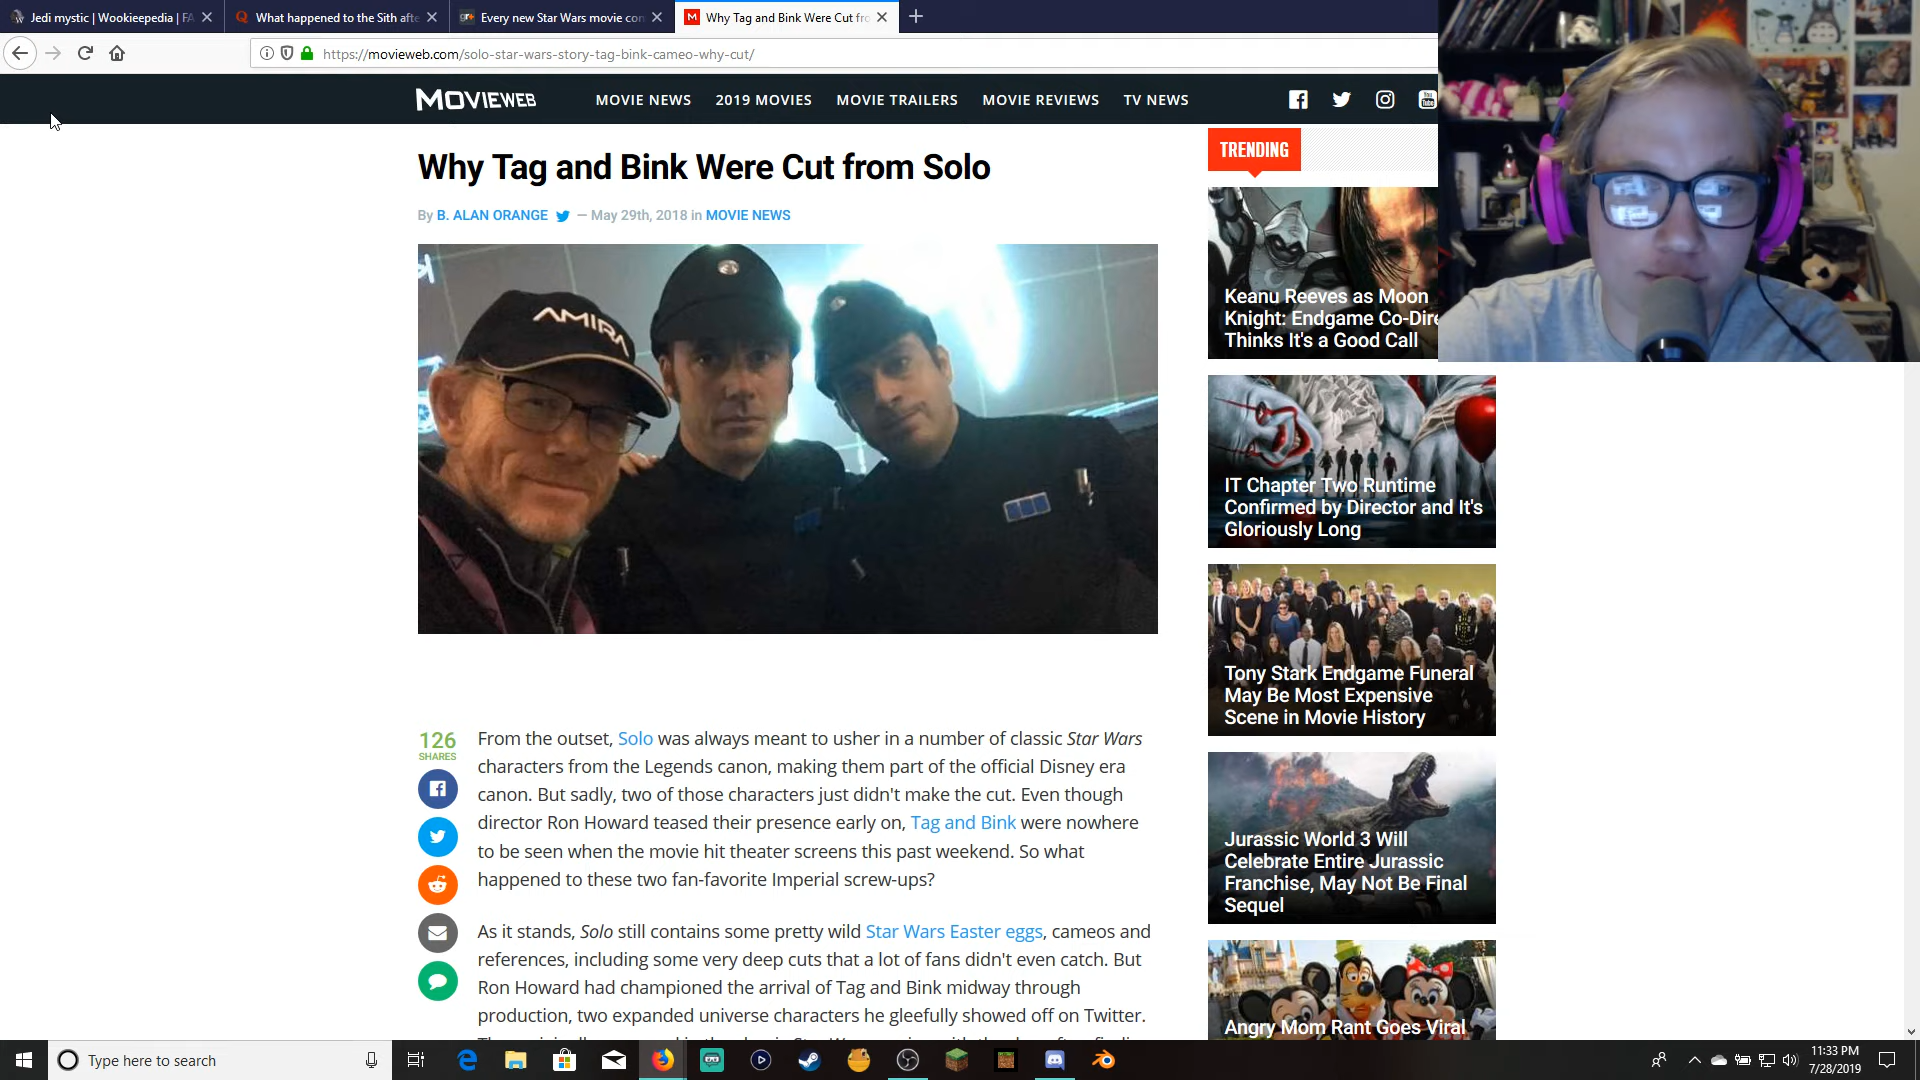 Jedi mystic | Wookieepedia | FA
What happened to the Sith afte
Every new Star Wars movie con
Why Tag and Bink Were Cut fro
https://movieweb.com/solo-star-wars-story-tag-bink-cameo-why-cut/
MOVIEWEB
MOVIE NEWS
2019 MOVIES
MOVIE TRAILERS
MOVIE REVIEWS
TV NEWS
You
Tube
Why Tag and Bink Were Cut from Solo
By B. ALAN ORANGE — May 29th, 2018 in MOVIE NEWS
AMIRA
126
SHARES
From the outset, Solo was always meant to usher in a number of classic Star Wars
characters from the Legends canon, making them part of the official Disney era
canon. But sadly, two of those characters just didn't make the cut. Even though
director Ron Howard teased their presence early on, Tag and Bink were nowhere
to be seen when the movie hit theater screens this past weekend. So what
happened to these two fan-favorite Imperial screw-ups?
As it stands, Solo still contains some pretty wild Star Wars Easter eggs, cameos and
references, including some very deep cuts that a lot of fans didn't even catch. But
Ron Howard had championed the arrival of Tag and Bink midway through
production, two expanded universe characters he gleefully showed off on Twitter.
TRENDING
Keanu Reeves as Moon
Knight: Endgame Co-Dire
Thinks It's a Good Call
IT Chapter Two Runtime
Confirmed by Director and It's
Gloriously Long
Tony Stark Endgame Funeral
May Be Most Expensive
Scene in Movie History
Jurassic World 3 Will
Celebrate Entire Jurassic
Franchise, May Not Be Final
Sequel
Angry Mom Rant Goes Viral
Type here to search
11:33 PM
7/28/2019